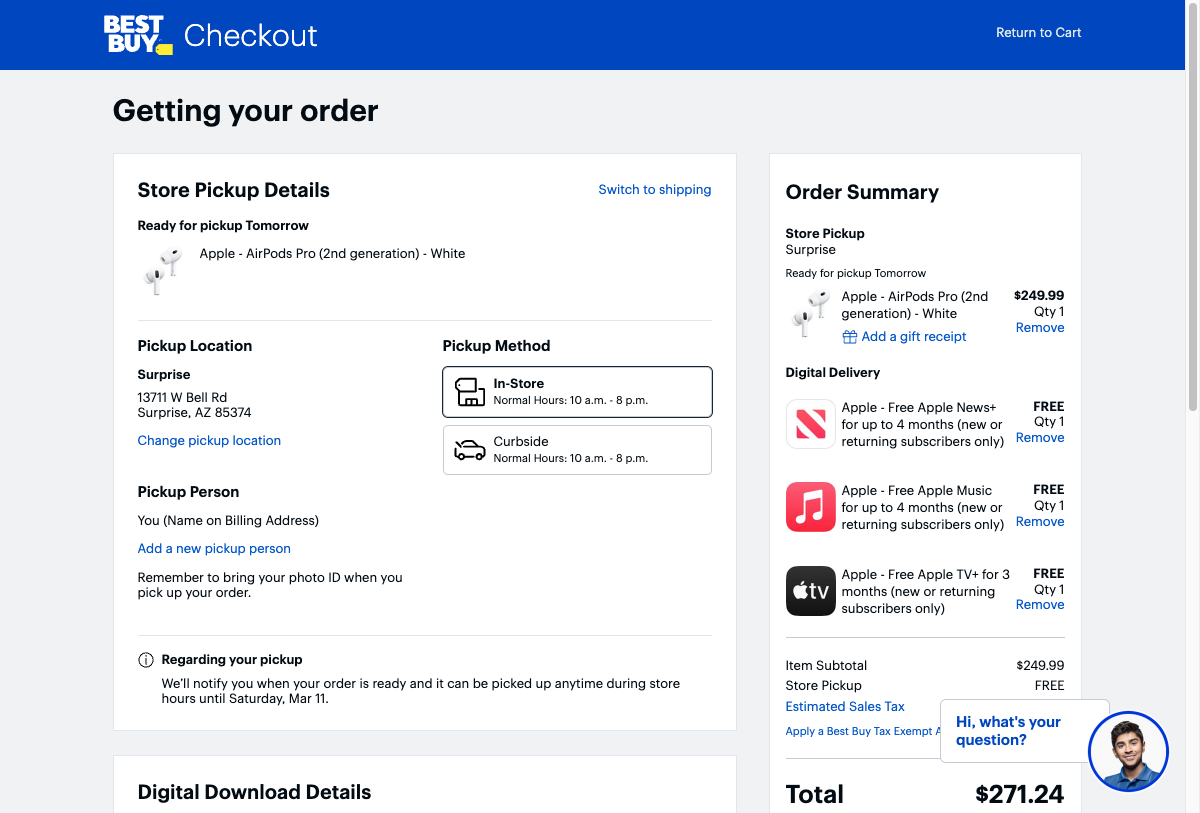 BEST
BUY
Checkout
Return to Cart
Getting your order
Store Pickup Details
Switch to shipping
Ready for pickup Tomorrow
Apple - AirPods Pro (2nd generation) - White
Pickup Location
Surprise
13711 W Bell Rd
Surprise, AZ 85374
Change pickup location
Pickup Method
In-Store
Normal Hours: 10 a.m. - 8 p.m.
Curbside
Normal Hours: 10 a.m. - 8 p.m.
Pickup Person
You (Name on Billing Address)
Add a new pickup person
Remember to bring your photo ID when you
pick up your order.
Regarding your pickup
We'll notify you when your order is ready and it can be picked up anytime during store
hours until Saturday, Mar 11.
Digital Download Details
Order Summary
Store Pickup
Surprise
Ready for pickup Tomorrow
Apple - AirPods Pro (2nd
generation) - White
$249.99
Qty 1
Remove
Add a gift receipt
Digital Delivery
Apple - Free Apple News+
for up to 4 months (new or
returning subscribers only)
FREE
Qty 1
Remove
Apple - Free Apple Music
for up to 4 months (new or
returning subscribers only)
FREE
Qty 1
Remove
tv
Apple - Free Apple TV+ for 3
months (new or returning
subscribers only)
FREE
Qty 1
Remove
Item Subtotal $249.99
Store Pickup FREE
Estimated Sales Tax
Apply a Best Buy Tax Exempt
Hi, what's your
question?
Total $271.24